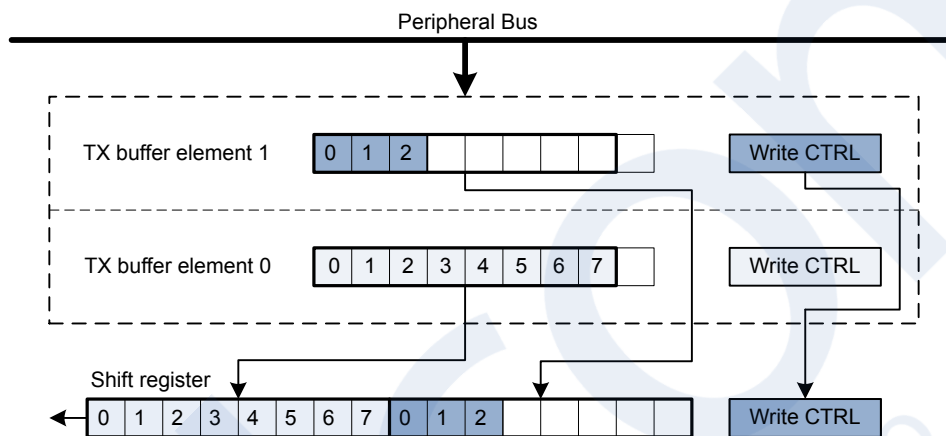 Peripheral Bus
TX buffer element 1 0 1 2 Write CTRL
TX buffer element 0 0 1 2 3 4 5 6 7 Write CTRL
Shift register
0 1 2 3 4 5 6 7 0 1 2 Write CTRL